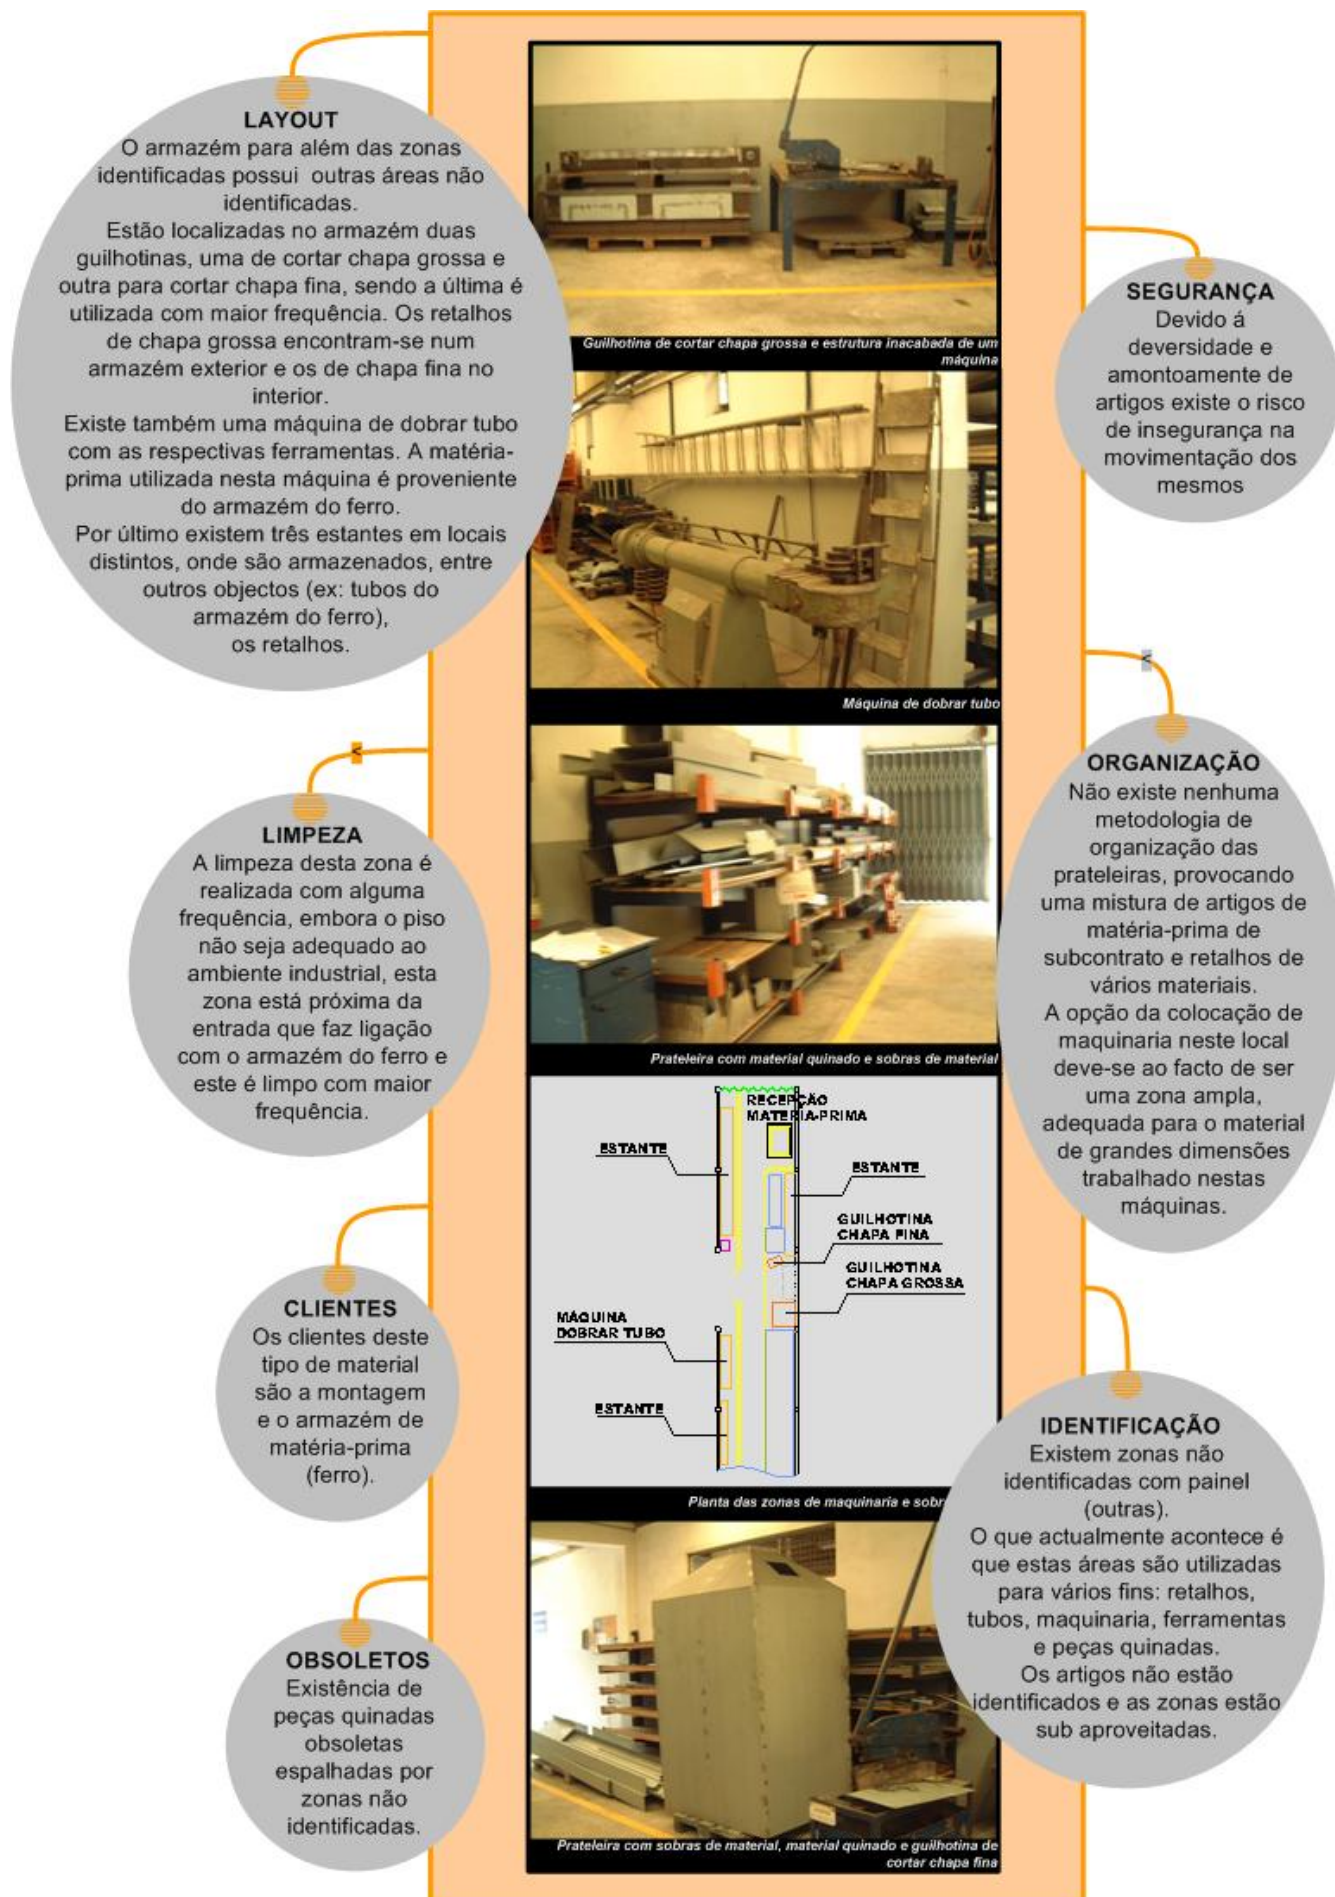 LAYOUT
O armazém para além das zonas
identificadas possui outras áreas não
identificadas.
Estão localizadas no armazém duas
guilhotinas, uma de cortar chapa grossa e
outra para cortar chapa fina, sendo a última é
utilizada com maior frequência. Os retalhos
de chapa grossa encontram-se num
armazém exterior e os de chapa fina no
interior.
Existe também uma máquina de dobrar tubo
com as respectivas ferramentas. A matéria-
prima utilizada nesta máquina é proveniente
do armazém do ferro.
Por último existem três estantes em locais
distintos, onde são armazenados, entre
outros objectos (ex: tubos do
armazém do ferro),
os retalhos.
LIMPEZA
A limpeza desta zona é
realizada com alguma
frequência, embora o piso
não seja adequado ao
ambiente industrial, esta
zona está próxima da
entrada que faz ligação
com o armazém do ferro e
este é limpo com maior
frequência.
CLIENTES
Os clientes deste
tipo de material
são a montagem
e o armazém de
matéria-prima
(ferro).
OBSOLETOS
Existência de
peças quinadas
obsoletas
espalhadas por
zonas não
identificadas.
Guilhotina de cortar chapa grossa e estrutura inacabada de um
máquina
Máquina de dobrar tubo
Prateleira com material quinado e sobras de material
RECEPÇÃO
MATERIA-PRIMA
ESTANTE
ESTANTE
GUILHOTINA
CHAPA FINA
GUILHOTINA
CHAPA GROSSA
MÁQUINA
DOBRAR TUBO
ESTANTE
Planta das zonas de maquinaria e sobr
Prateleira com sobras de material, material quinado e guilhotina de
cortar chapa fina
SEGURANÇA
Devido á
deversidade e
amontoamente de
artigos existe o risco
de insegurança na
movimentação dos
mesmos
ORGANIZAÇÃO
Não existe nenhuma
metodologia de
organização das
prateleiras, provocando
uma mistura de artigos de
matéria-prima de
subcontrato e retalhos de
vários materiais.
A opção da colocação de
maquinaria neste local
deve-se ao facto de ser
uma zona ampla,
adequada para o material
de grandes dimensões
trabalhado nestas
máquinas.
IDENTIFICAÇÃO
Existem zonas não
identificadas com painel
(outras).
O que actualmente acontece é
que estas áreas são utilizadas
para vários fins: retalhos,
tubos, maquinaria, ferramentas
e peças quinadas.
Os artigos não estão
identificados e as zonas estão
sub aproveitadas.